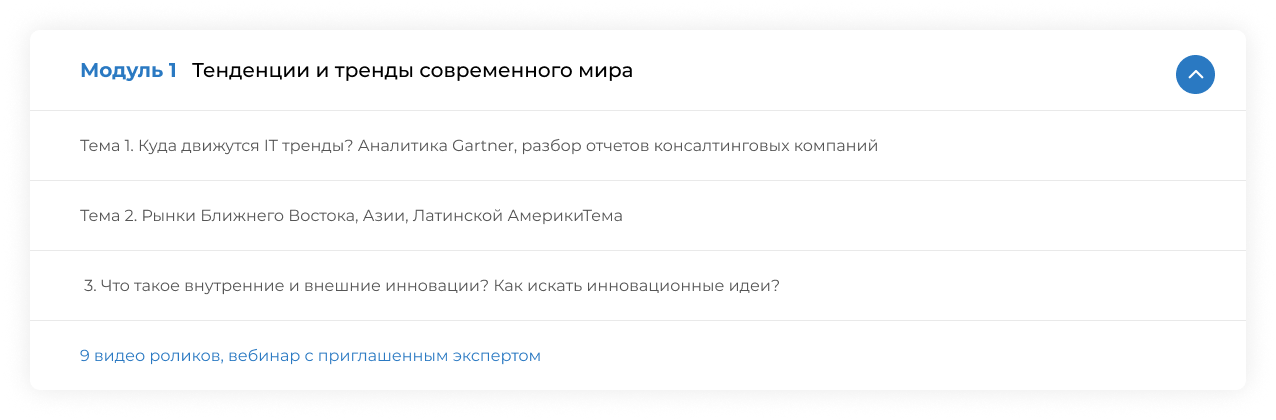 Модуль 1 Тенденции и тренды современного мира
Тема 1. Куда движутся IT тренды? Аналитика Gartner, разбор отчетов консалтинговых компаний
Тема 2. Рынки Ближнего Востока, Азии, Латинской АмерикиТема
3. Что такое внутренние и внешние инновации? Как искать инновационные идеи?
9 видео роликов, вебинар с приглашенным экспертом